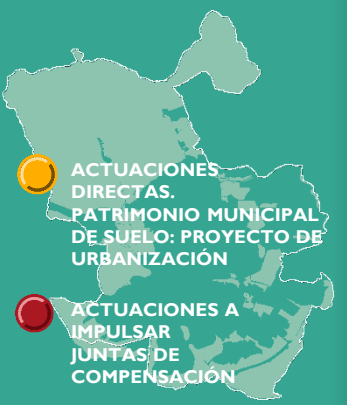 ACTUACIONES
DIRECTAS.
PATRIMONIO MUNICIPAL
DE SUELO: PROYECTO DE
URBANIZACIÓN
ACTUACIONES A
IMPULSAR
JUNTAS DE
COMPENSACIÓN